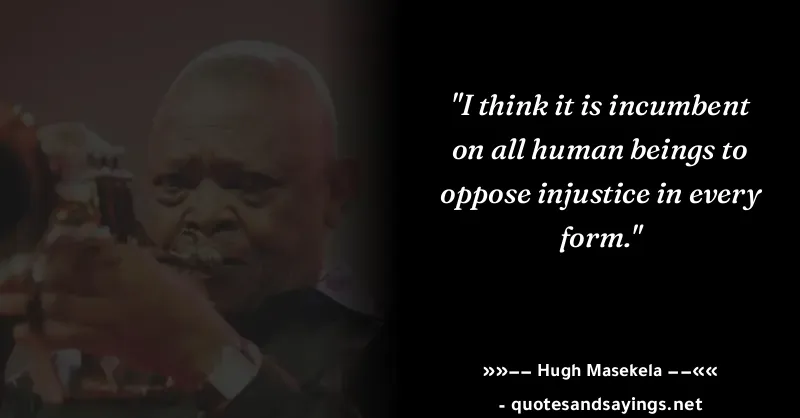 "I think it is incumbent
on all human beings to
oppose injustice in every
form."
»»−− Hugh Masekela −−««
- quotesandsayings.net